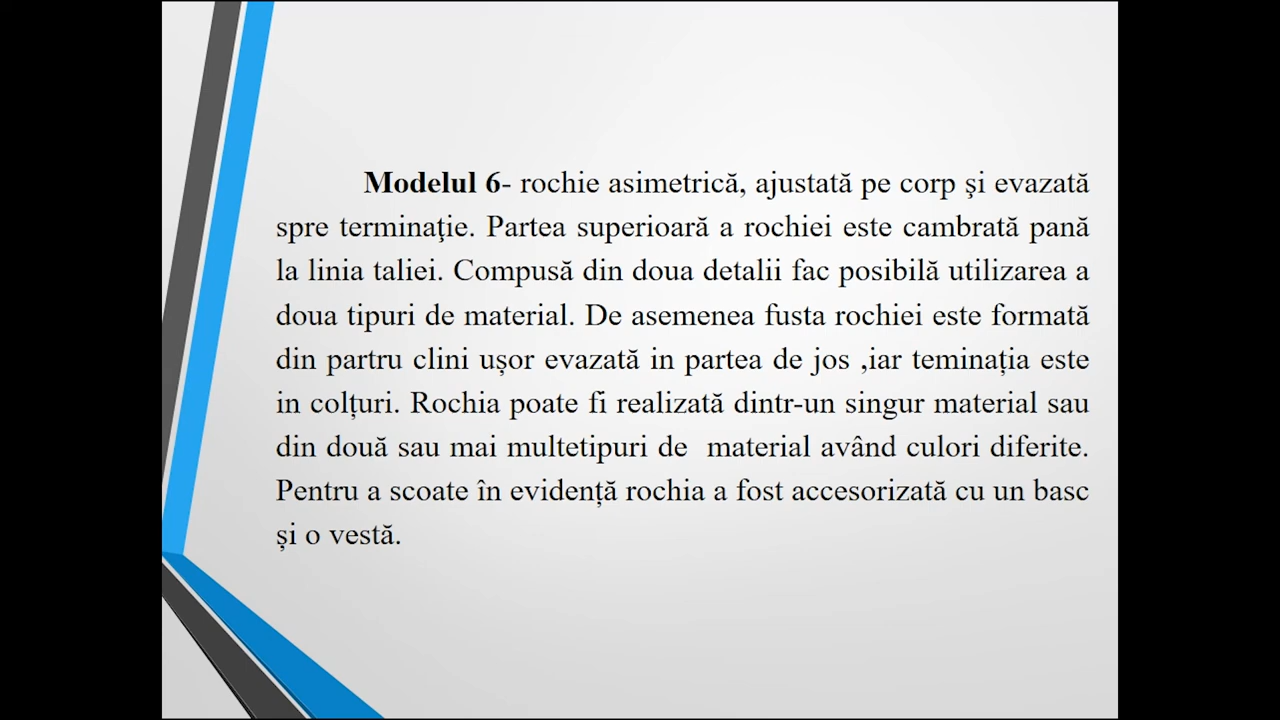 Modelul 6- rochie asimetrică, ajustată pe corp şi evazată
spre terminaţie. Partea superioară a rochiei este cambrată pană
la linia taliei. Compusă din doua detalii fac posibilă utilizarea a
doua tipuri de material. De asemenea fusta rochiei este formată
din partru clini ușor evazată in partea de jos ,iar teminația este
in colțuri. Rochia poate fi realizată dintr-un singur material sau
din două sau mai multetipuri de  material având culori diferite.
Pentru a scoate în evidență rochia a fost accesorizată cu un basc
și o vestă.